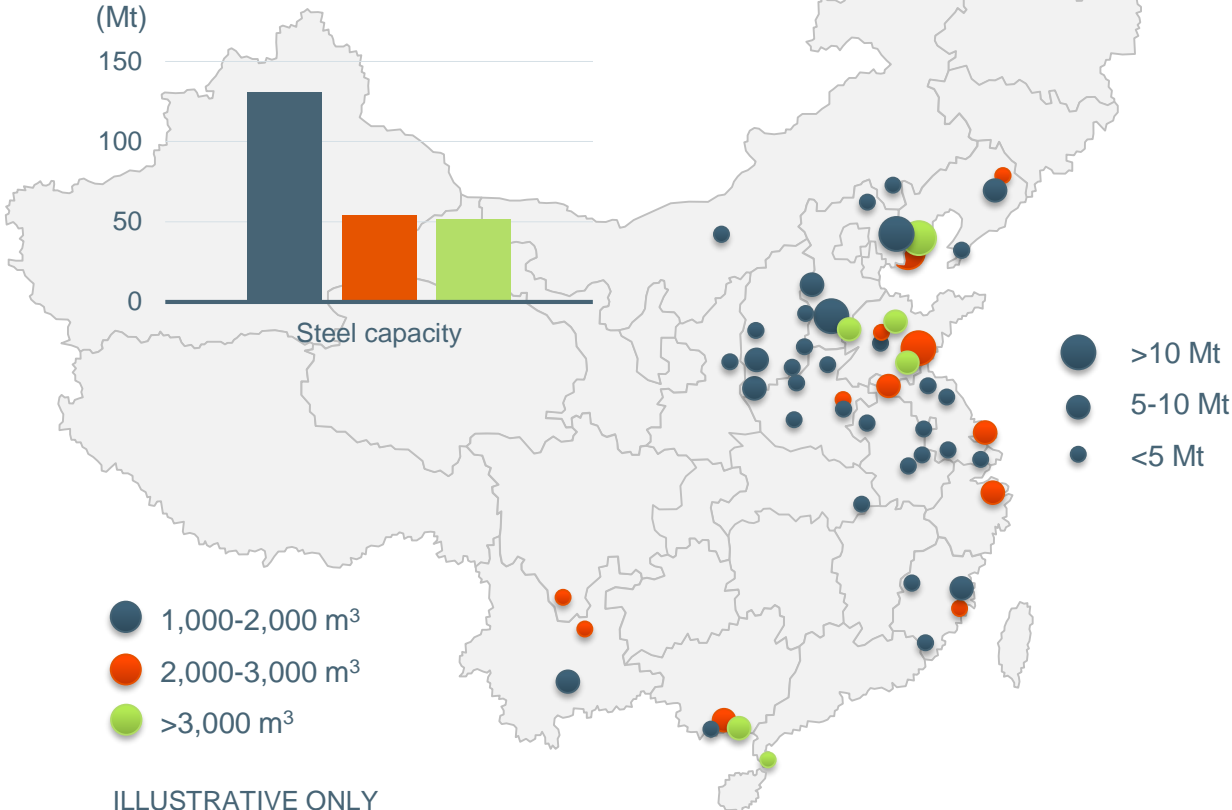 (Mt)
150
100
50
0
Steel capacity
>10 Mt
5-10 Mt
<5 Mt
1,000-2,000 m³
2,000-3,000 m³
>3,000 m³
ILLUSTRATIVE ONLY